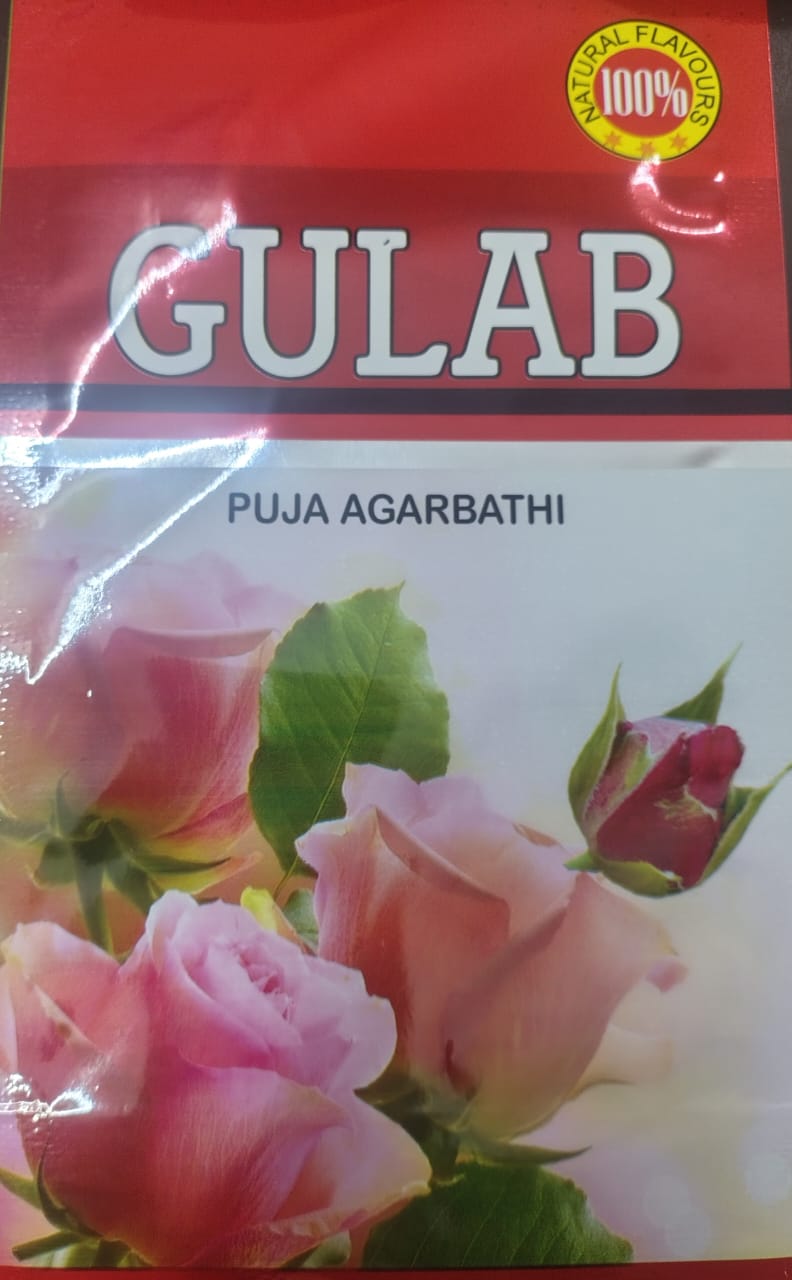 NATURAL FLAVOURS
100%
GULAB
PUJA AGARBATHI